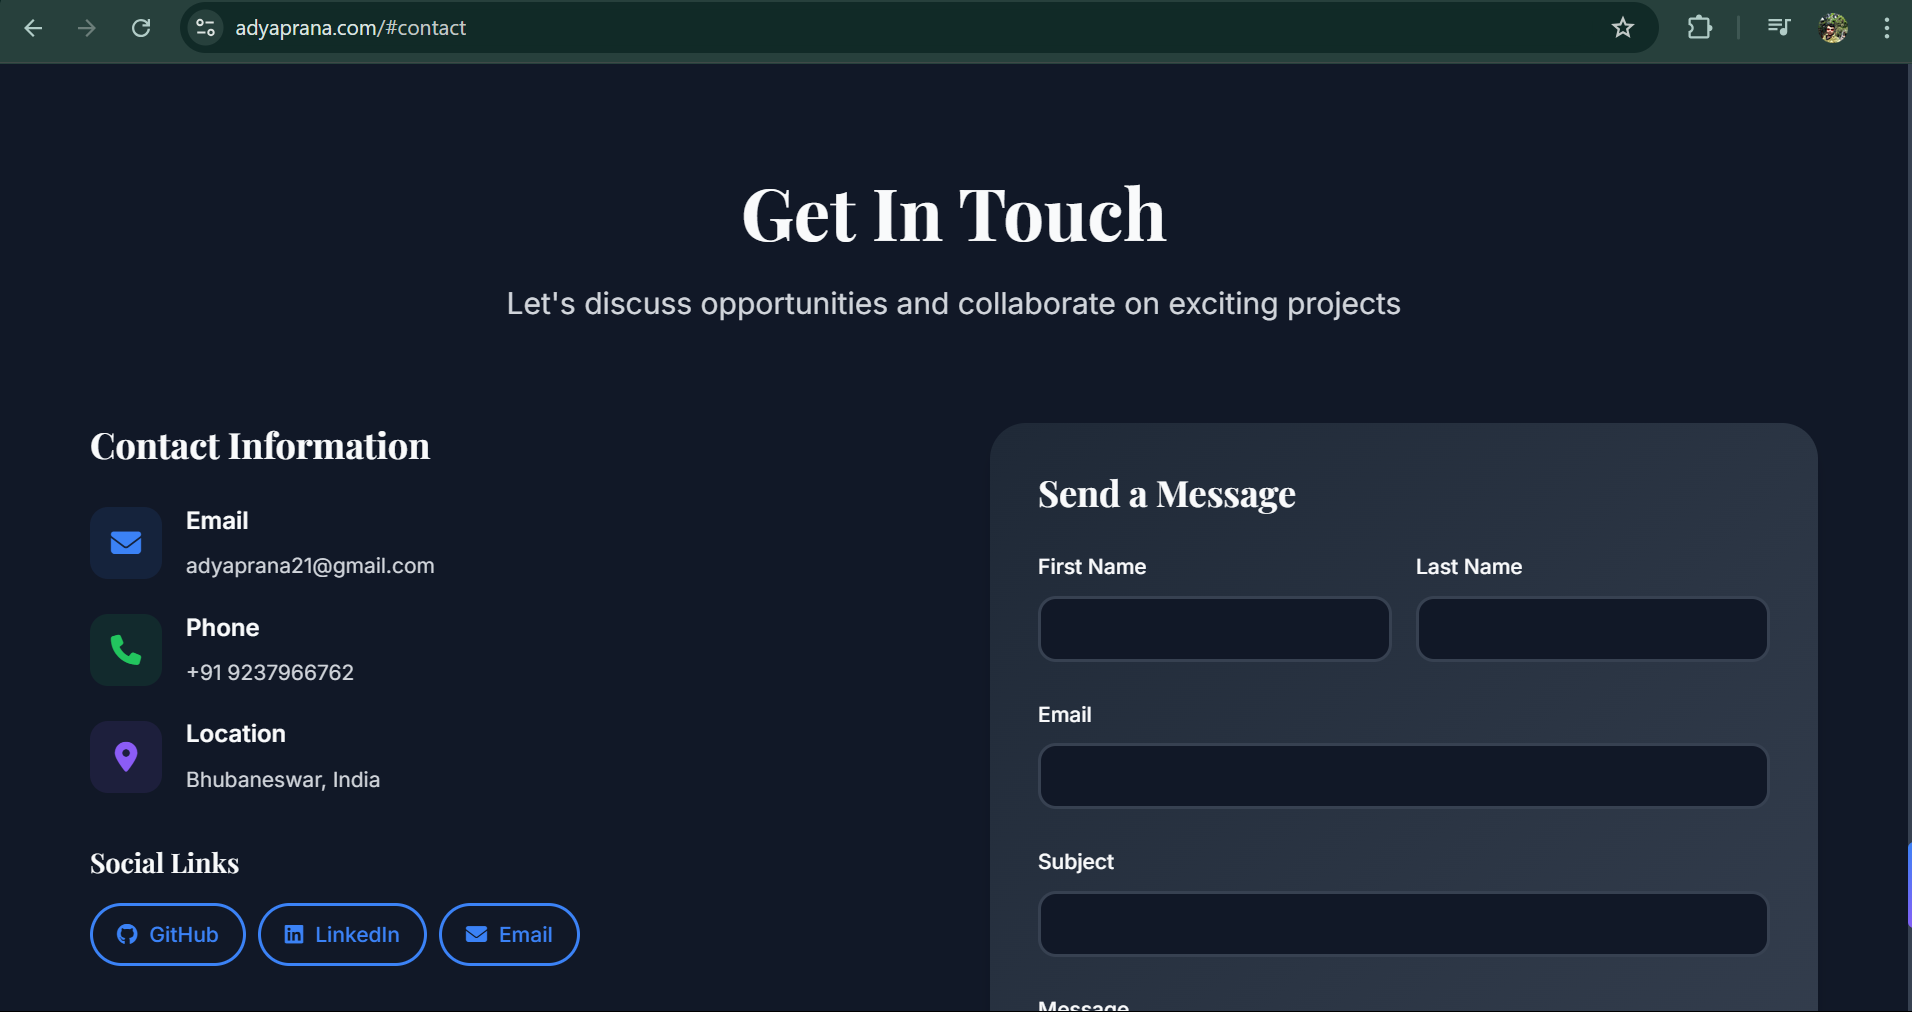 adyaprana.com/#contact
Get In Touch
Let's discuss opportunities and collaborate on exciting projects
Contact Information
Email
adyaprana21@gmail.com
Phone
+91 9237966762
Location
Bhubaneswar, India
Social Links
GitHub
LinkedIn
Email
Send a Message
First Name
Last Name
Email
Subject
Message